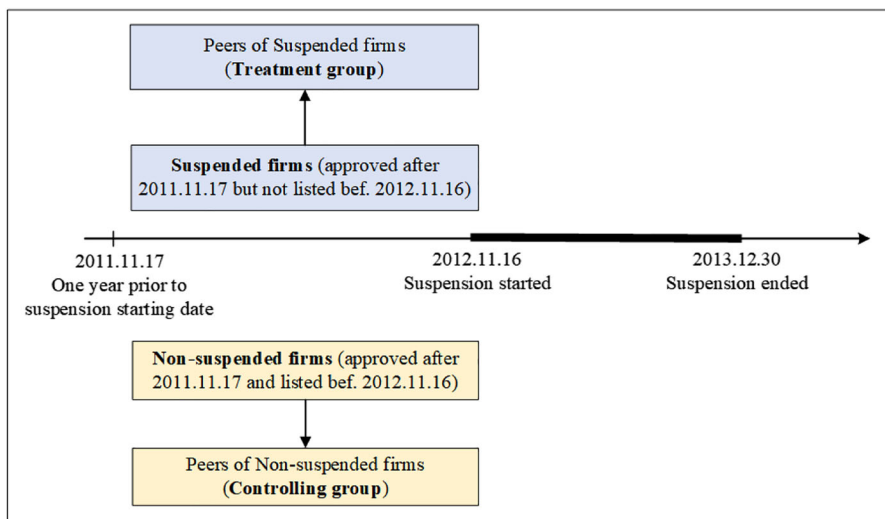 Peers of Suspended firms
(Treatment group)
Suspended firms (approved after
2011.11.17 but not listed bef. 2012.11.16)
2011.11.17
One year prior to
suspension starting date
2012.11.16
Suspension started
2013.12.30
Suspension ended
Non-suspended firms (approved after
2011.11.17 and listed bef. 2012.11.16)
Peers of Non-suspended firms
(Controlling group)